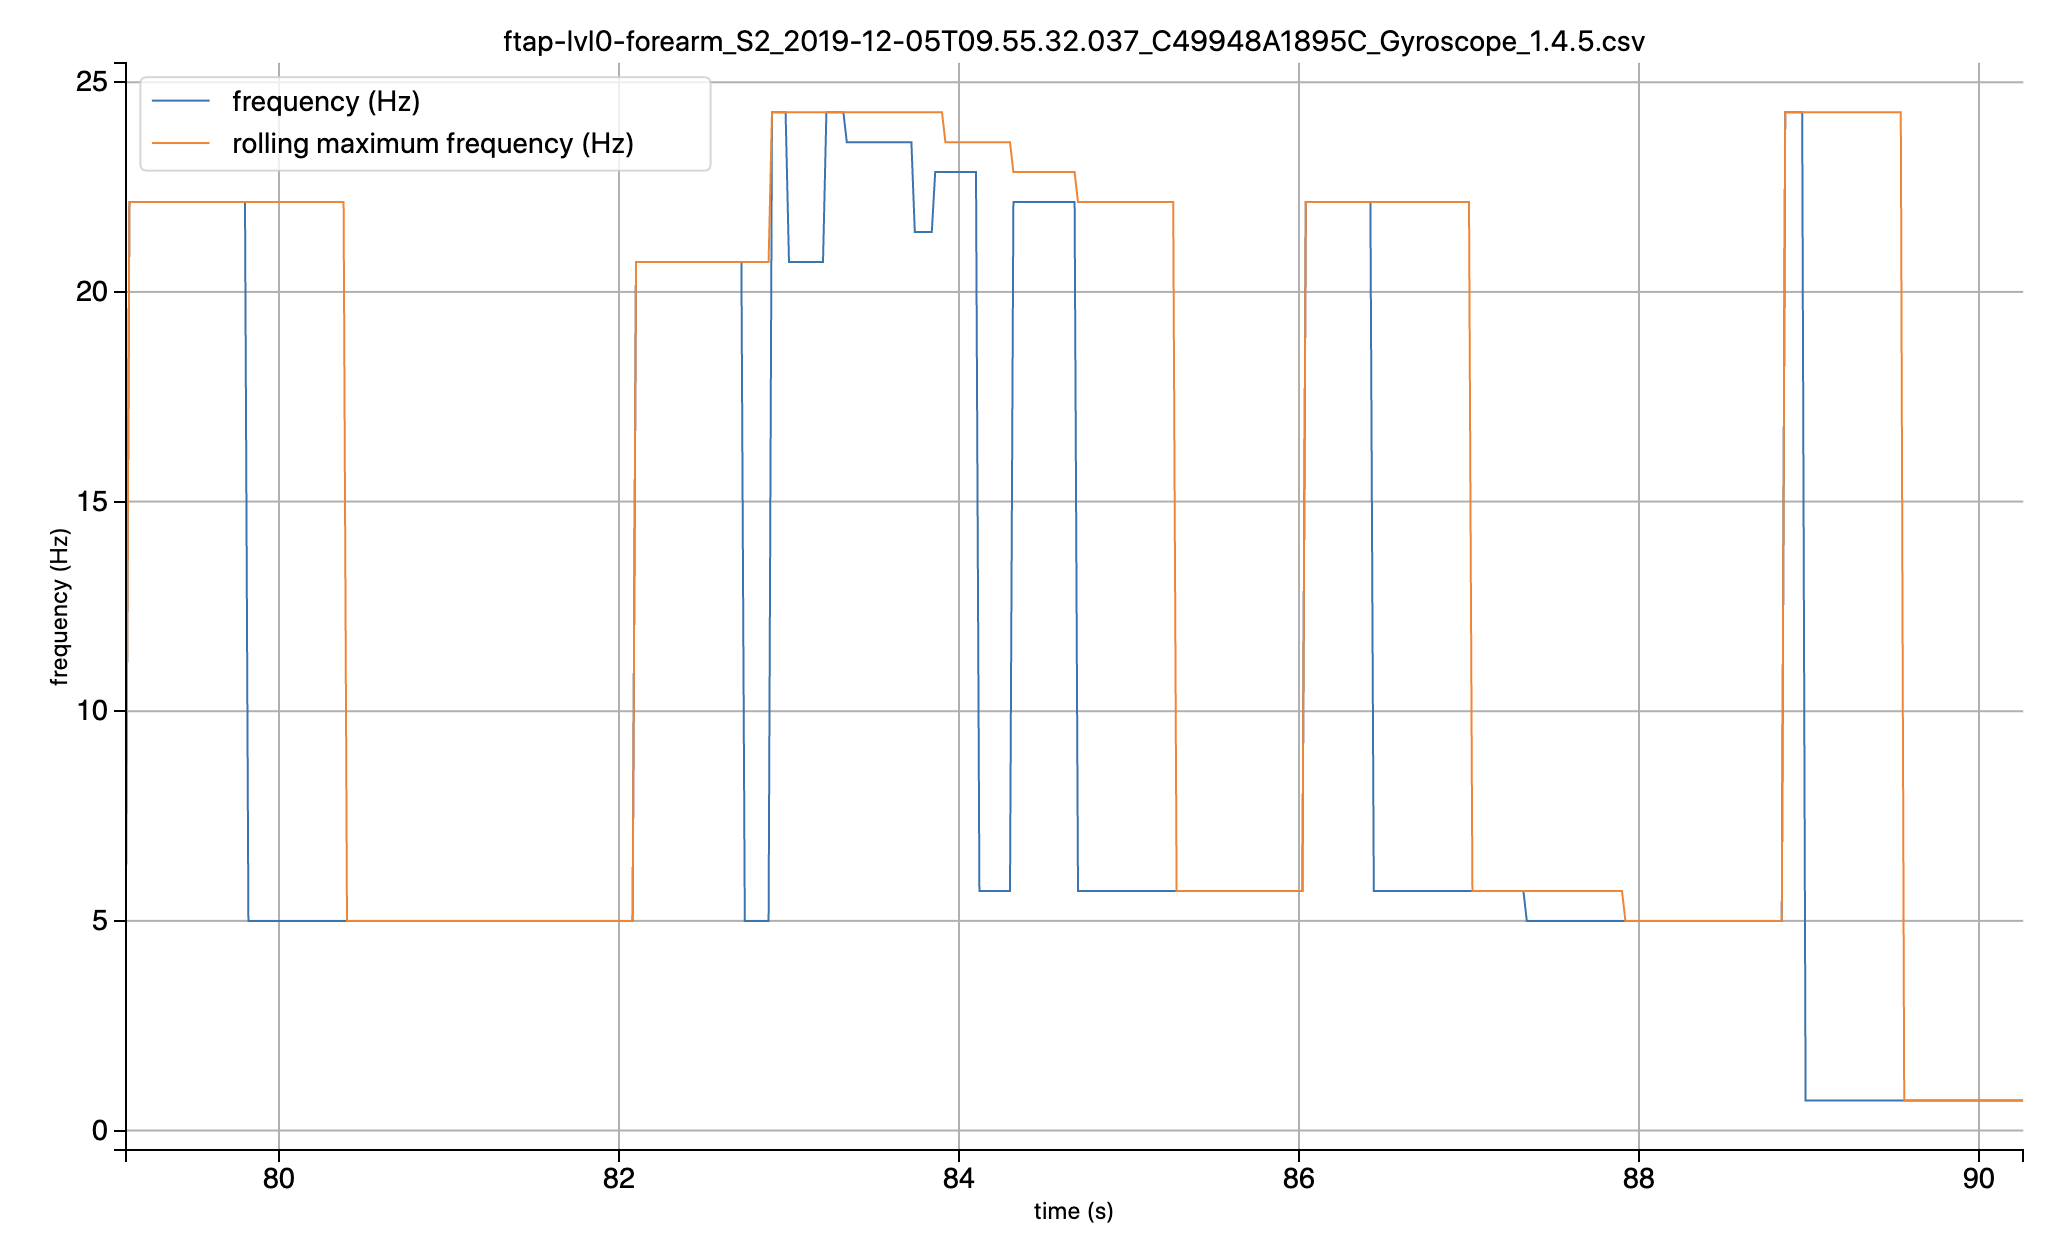 ftap-lvl0-forearm_S2_2019-12-05T09.55.32.037_C49948A1895C_Gyroscope_1.4.5.csv
frequency (Hz)
rolling maximum frequency (Hz)
25
20
15
10
5
0
frequency (Hz)
80 82 84 86 88 90
time (s)